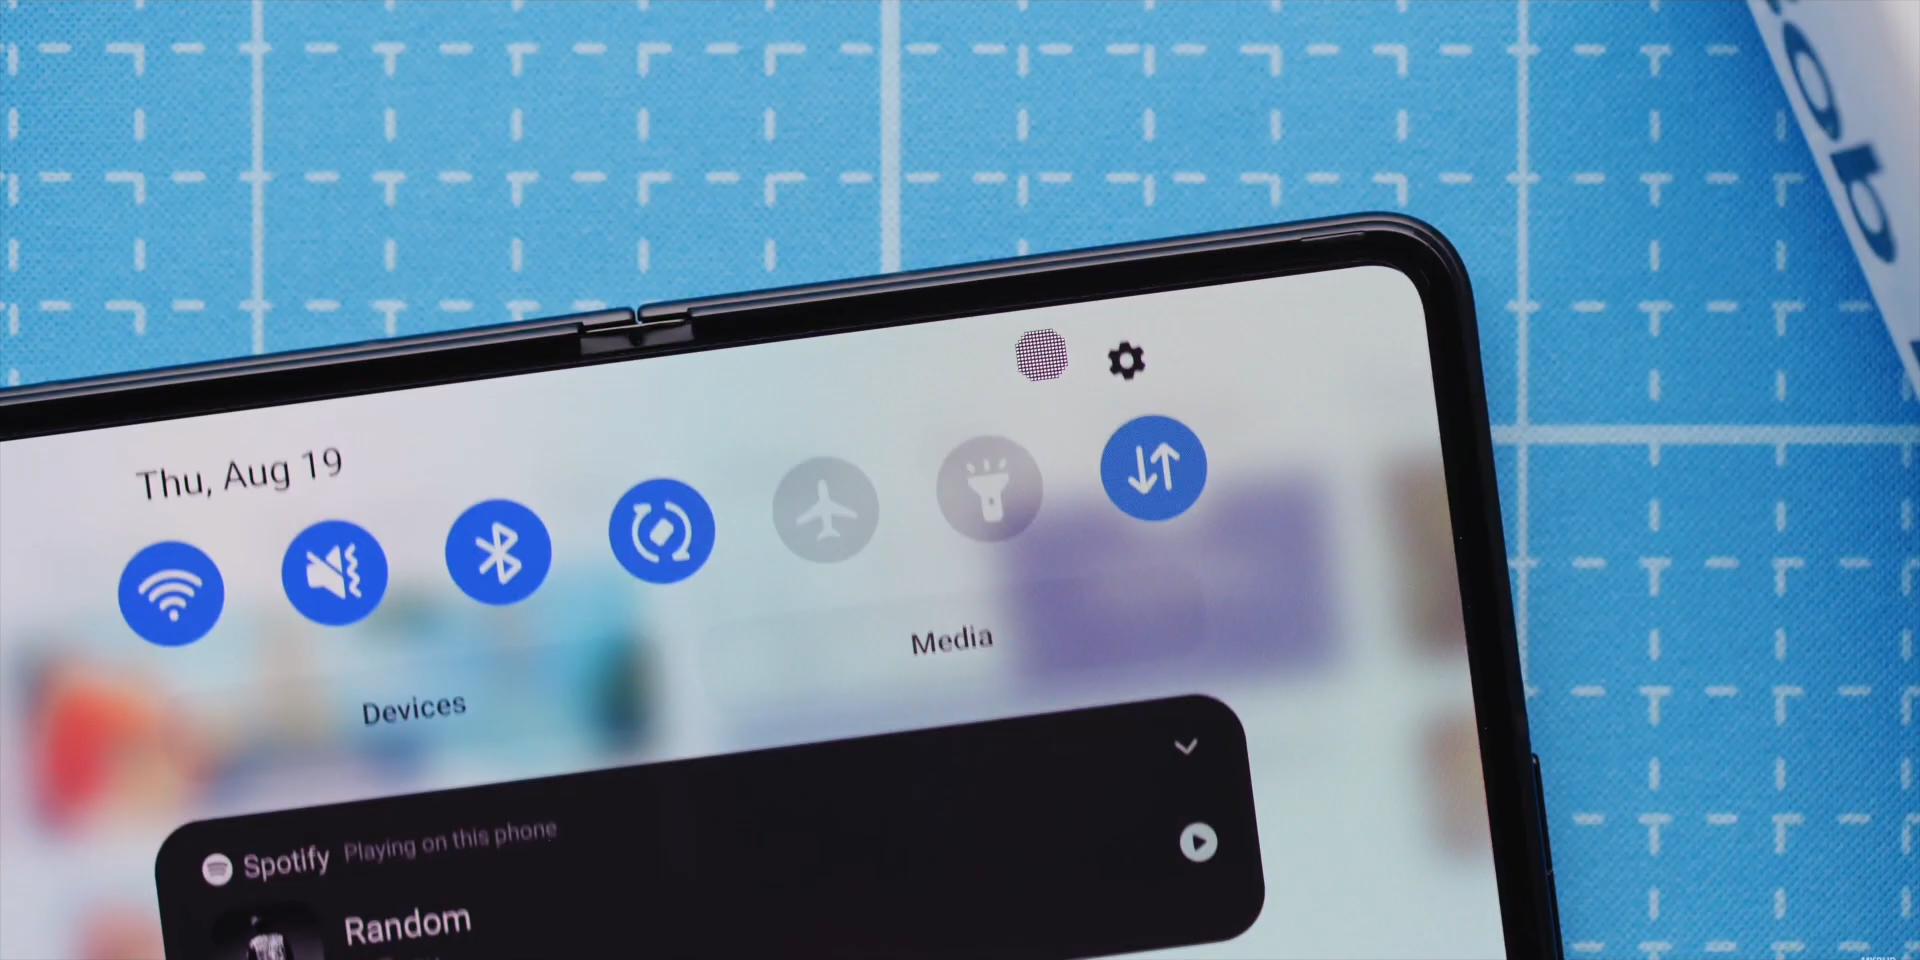 Thu, Aug 19
Media
Devices
Spotify Playing on this phone
Random